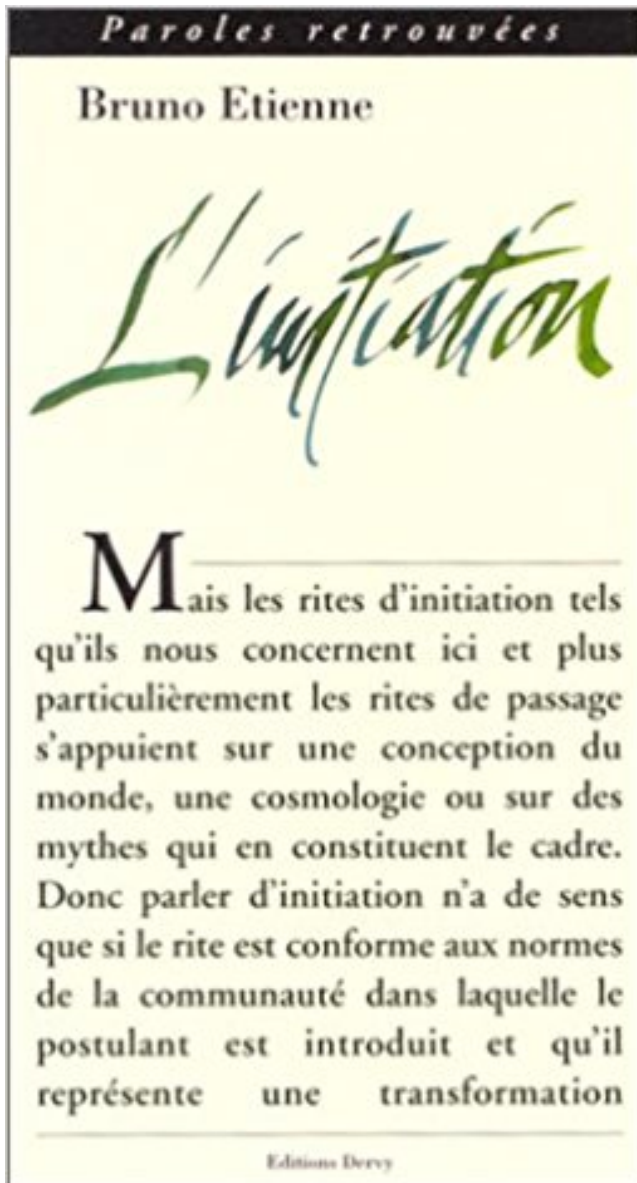 Paroles retrouvées
Bruno Etienne
L'initiation
Mais les rites d'initiation tels
qu'ils nous concernent ici et plus
particulièrement les rites de passage
s'appuient sur une conception du
monde, une cosmologie ou sur des
mythes qui en constituent le cadre.
Donc parler d'initiation n'a de sens
que si le rite est conforme aux normes
de la communauté dans laquelle le
postulant est introduit et qu'il
représente une transformation
Editions Dervy